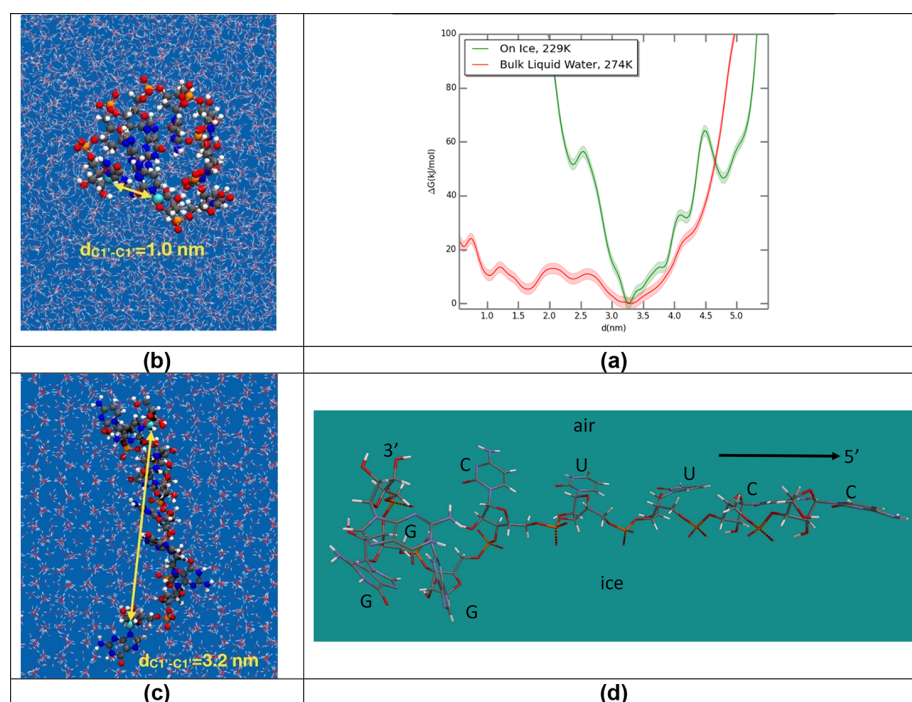 dC1'-C1'=1.0 nm
On Ice, 229K
Bulk Liquid Water, 274K
100
80
60
40
20
0
ΔG(kJ/mol)
1.0 1.5 2.0 2.5 3.0 3.5 4.0 4.5 5.0
d(nm)
(b) (a)
dC1'-C1'=3.2 nm
air
3' C U U 5'
G C C
ice
G G
(c) (d)